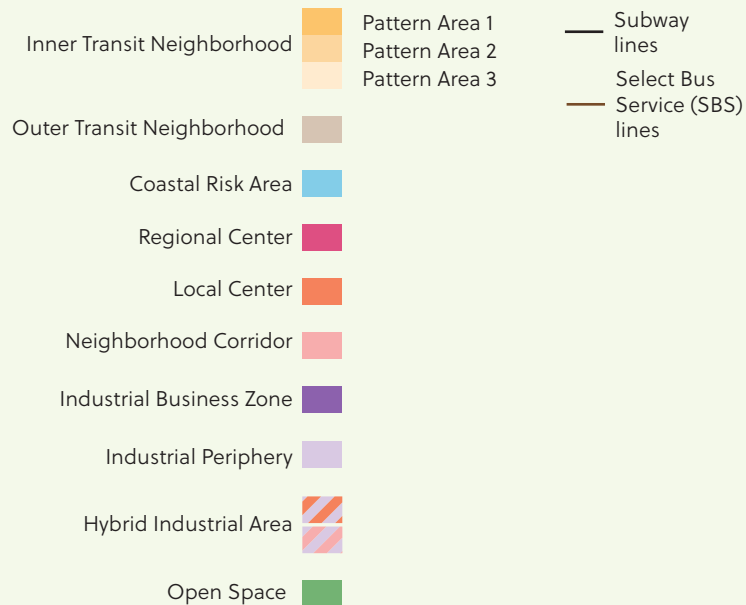 Inner Transit Neighborhood
Pattern Area 1
Pattern Area 2
Pattern Area 3
Subway
lines
Select Bus
Service (SBS)
lines
Outer Transit Neighborhood
Coastal Risk Area
Regional Center
Local Center
Neighborhood Corridor
Industrial Business Zone
Industrial Periphery
Hybrid Industrial Area
Open Space